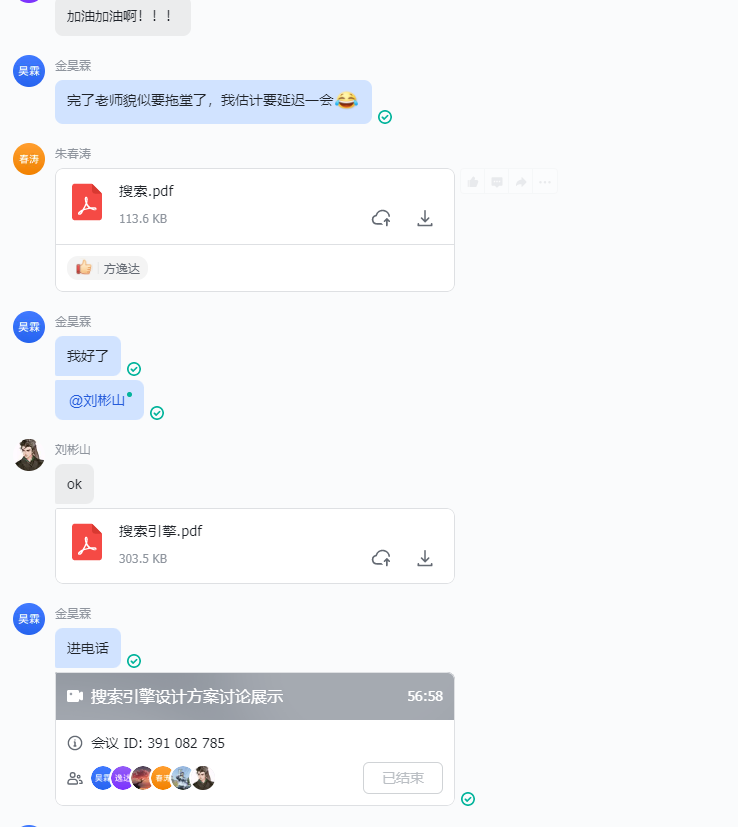 加油加油啊！！！
昊霖
金昊霖
完了老师貌似要拖堂了，我估计要延迟一会😂
春涛
朱春涛
搜索.pdf
113.6 KB
方逸达
昊霖
金昊霖
我好了
@刘彬山
刘彬山
ok
搜索引擎.pdf
303.5 KB
昊霖
金昊霖
进电话
搜索引擎设计方案讨论展示
56:58
会议 ID: 391 082 785
昊霖
逸达
春涛
已结束